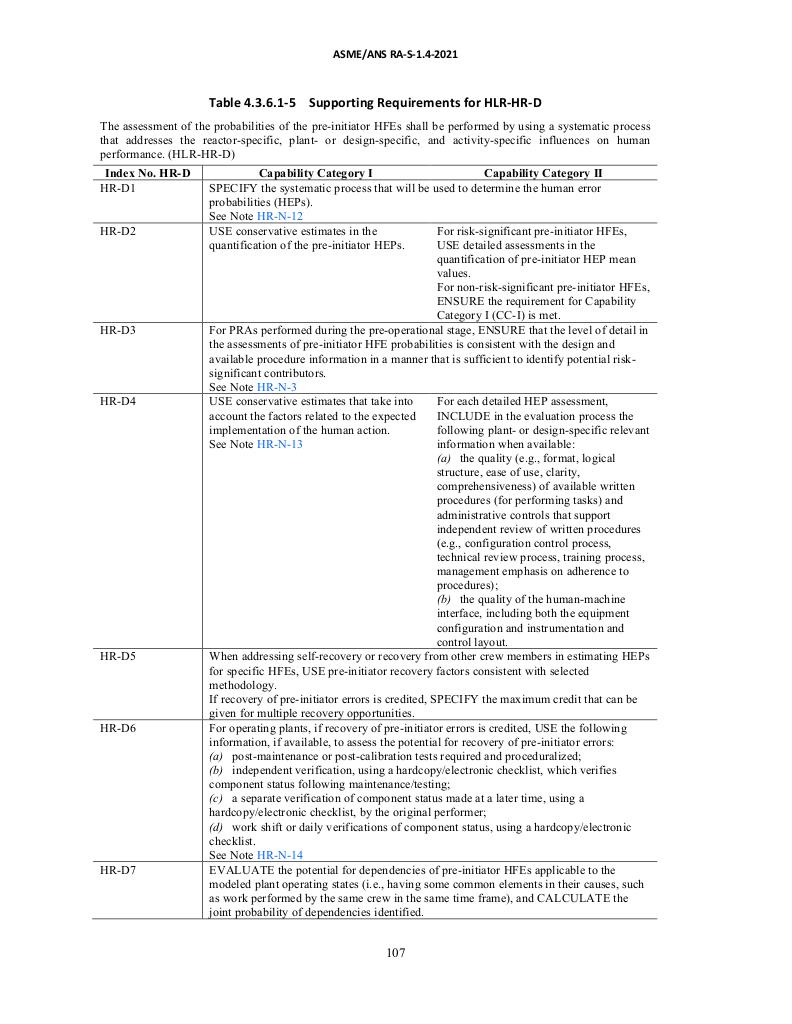 ASME/ANS RA-S-1.4-2021
Table 4.3.6.1-5 Supporting Requirements for HLR-HR-D
The assessment of the probabilities of the pre-initiator HFEs shall be performed by using a systematic process
that addresses the reactor-specific, plant- or design-specific, and activity-specific influences on human
performance. (HLR-HR-D)
Index No. HR-D Capability Category I Capability Category II
HR-D1
SPECIFY the systematic process that will be used to determine the human error
probabilities (HEPs).
See Note HR-N-12
HR-D2
USE conservative estimates in the
quantification of the pre-initiator HEPs.
For risk-significant pre-initiator HFEs,
USE detailed assessments in the
quantification of pre-initiator HEP mean
values.
For non-risk-significant pre-initiator HFEs,
ENSURE the requirement for Capability
Category I (CC-I) is met.
HR-D3
For PRAs performed during the pre-operational stage, ENSURE that the level of detail in
the assessments of pre-initiator HFE probabilities is consistent with the design and
available procedure information in a manner that is sufficient to identify potential risk-
significant contributors.
See Note HR-N-3
HR-D4
USE conservative estimates that take into
account the factors related to the expected
implementation of the human action.
See Note HR-N-13
For each detailed HEP assessment,
INCLUDE in the evaluation process the
following plant- or design-specific relevant
information when available:
(a) the quality (e.g., format, logical
structure, ease of use, clarity,
comprehensiveness) of available written
procedures (for performing tasks) and
administrative controls that support
independent review of written procedures
(e.g., configuration control process,
technical review process, training process,
management emphasis on adherence to
procedures);
(b) the quality of the human-machine
interface, including both the equipment
configuration and instrumentation and
control layout.
HR-D5
When addressing self-recovery or recovery from other crew members in estimating HEPs
for specific HFEs, USE pre-initiator recovery factors consistent with selected
methodology.
If recovery of pre-initiator errors is credited, SPECIFY the maximum credit that can be
given for multiple recovery opportunities.
HR-D6
For operating plants, if recovery of pre-initiator errors is credited, USE the following
information, if available, to assess the potential for recovery of pre-initiator errors:
(a) post-maintenance or post-calibration tests required and proceduralized;
(b) independent verification, using a hardcopy/electronic checklist, which verifies
component status following maintenance/testing;
(c) a separate verification of component status made at a later time, using a
hardcopy/electronic checklist, by the original performer;
(d) work shift or daily verifications of component status, using a hardcopy/electronic
checklist.
See Note HR-N-14
HR-D7
EVALUATE the potential for dependencies of pre-initiator HFEs applicable to the
modeled plant operating states (i.e., having some common elements in their causes, such
as work performed by the same crew in the same time frame), and CALCULATE the
joint probability of dependencies identified.
107